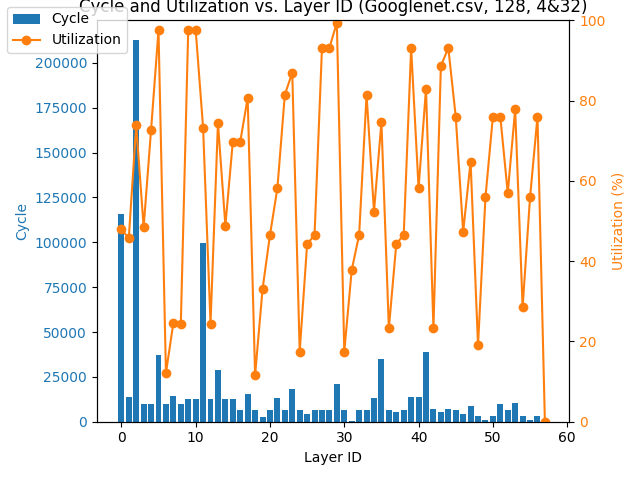 Cycle and Utilization vs. Layer ID (Googlenet.csv, 128, 4&32)
Cycle
Utilization
200000
175000
150000
125000
100000
75000
50000
25000
0
Cycle
100
80
60
40
20
0
Utilization (%)
0 10 20 30 40 50 60
Layer ID